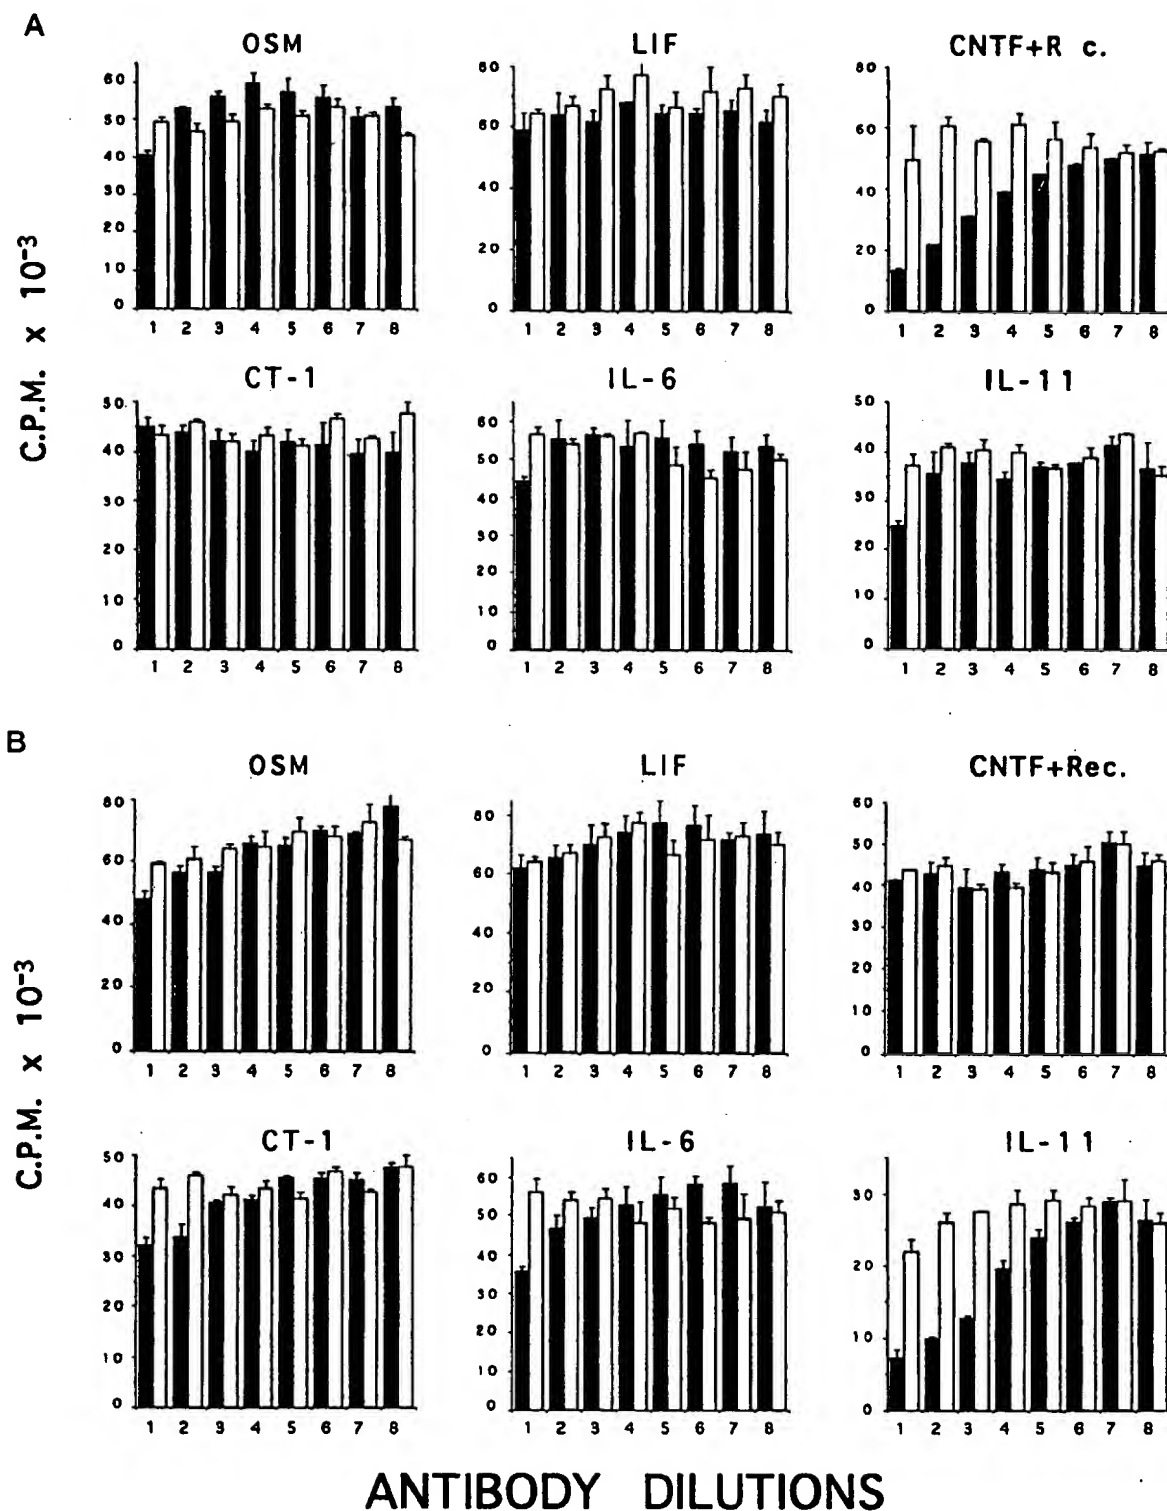 A
OSM LIF CNTF+R c.
60 50 40 30 20 10 0
60 60 40 20 0
80 60 40 20 0
1 2 3 4 5 6 7 8
1 2 3 4 5 6 7 8
1 2 3 4 5 6 7 8
C.P.M. x 10⁻³
CT-1 IL-6 IL-11
50 40 50 30 20 10 0
60 50 40 30 20 10 0
50 40 30 20 10 0
1 2 3 4 5 6 7 8
1 2 3 4 5 6 7 8
1 2 3 4 5 6 7 8
B
OSM LIF CNTF+Rec.
80 60 40 20 0
80 60 40 20 0
60 50 40 50 30 20 10 0
1 2 3 4 5 6 7 8
1 2 3 4 5 6 7 8
1 2 3 4 5 6 7 8
C.P.M. x 10⁻³
CT-1 IL-6 IL-11
50 40 30 20 10 0
60 50 40 30 20 10 0
30 20 10 0
1 2 3 4 5 6 7 8
1 2 3 4 5 6 7 8
1 2 3 4 5 6 7 8
ANTIBODY DILUTIONS